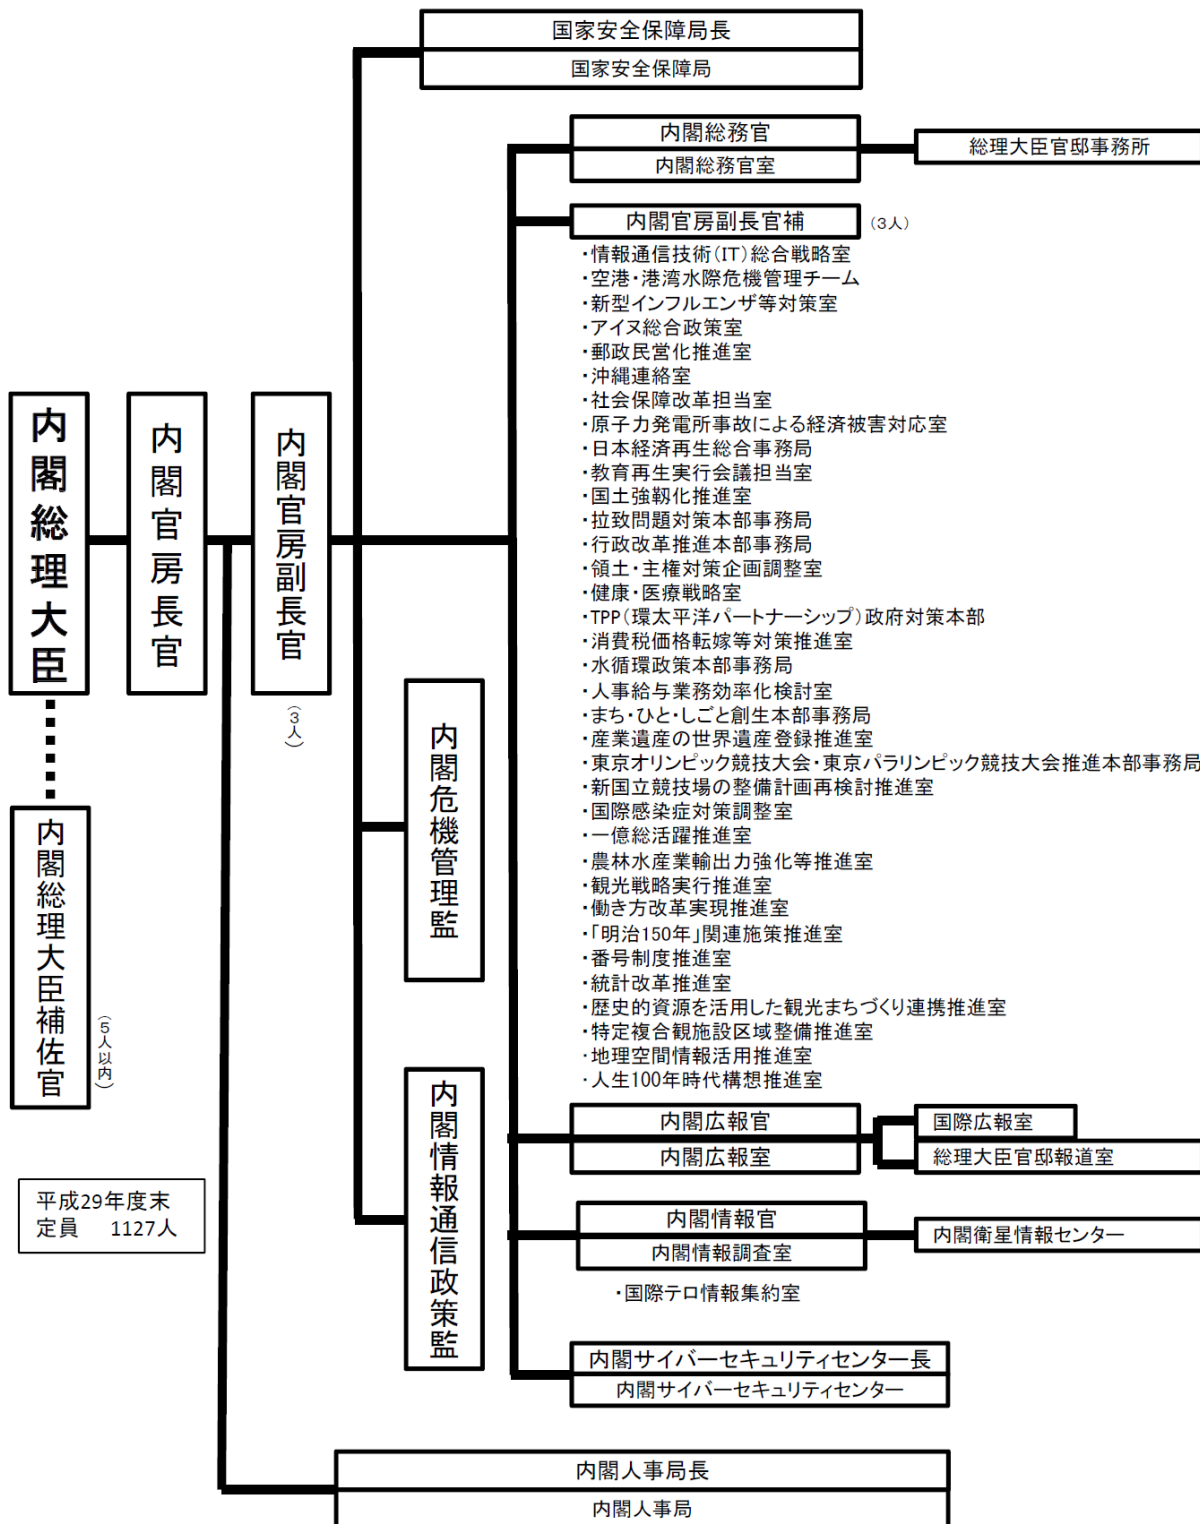 国家安全保障局長
国家安全保障局
内閣総務官
内閣総務官室
総理大臣官邸事務所
内閣官房副長官補
（3人）
・情報通信技術（IT）総合戦略室
・空港・港湾水際危機管理チーム
・新型インフルエンザ等対策室
・アイヌ総合政策室
・郵政民営化推進室
・沖縄連絡室
・社会保障改革担当室
・原子力発電所事故による経済被害対応室
・日本経済再生総合事務局
・教育再生実行会議担当室
・国土強靱化推進室
・拉致問題対策本部事務局
・行政改革推進本部事務局
・領土・主権対策企画調整室
・健康・医療戦略室
・TPP（環太平洋パートナーシップ）政府対策本部
・消費税価格転嫁等対策推進室
・水循環政策本部事務局
・人事給与業務効率化検討室
・まち・ひと・しごと創生本部事務局
・産業遺産の世界遺産登録推進室
・東京オリンピック競技大会・東京パラリンピック競技大会推進本部事務局
・新国立競技場の整備計画再検討推進室
・国際感染症対策調整室
・一億総活躍推進室
・農林水産業輸出力強化等推進室
・観光戦略実行推進室
・働き方改革実現推進室
・「明治150年」関連施策推進室
・番号制度推進室
・統計改革推進室
・歴史的資源を活用した観光まちづくり連携推進室
・特定複合観施設区域整備推進室
・地理空間情報活用推進室
・人生100年時代構想推進室
内閣総理大臣
内閣官房長官
内閣官房副長官
（3人）
内閣総理大臣補佐官
（5人以内）
内閣危機管理監
内閣情報通信政策監
内閣広報官
内閣広報室
国際広報室
総理大臣官邸報道室
平成29年度末
定員　1127人
内閣情報官
内閣情報調査室
内閣衛星情報センター
・国際テロ情報集約室
内閣サイバーセキュリティセンター長
内閣サイバーセキュリティセンター
内閣人事局長
内閣人事局